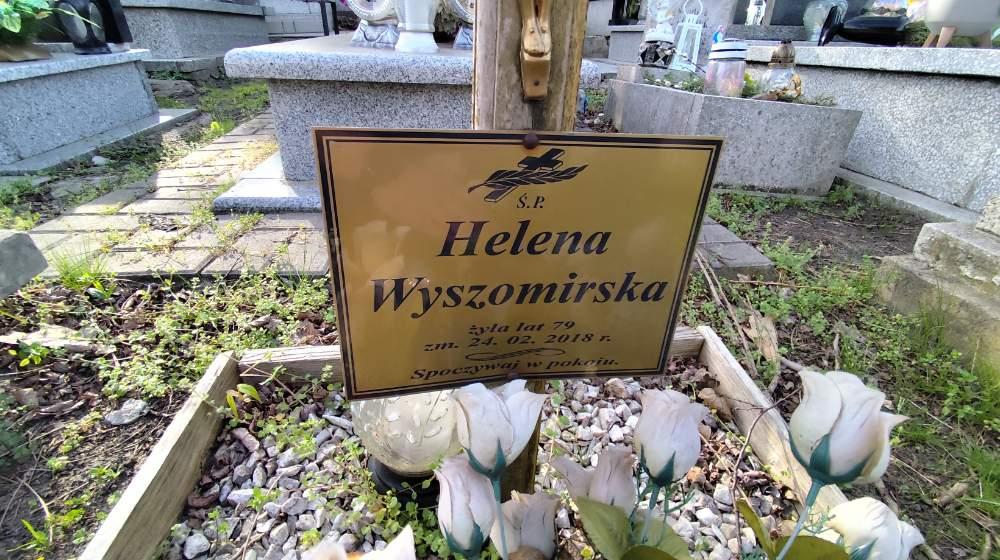 Ś.P.
Helena
Wyszomirska
żyła lat 79
zm. 24. 02. 2018 r.
Spoczywaj w pokoju.